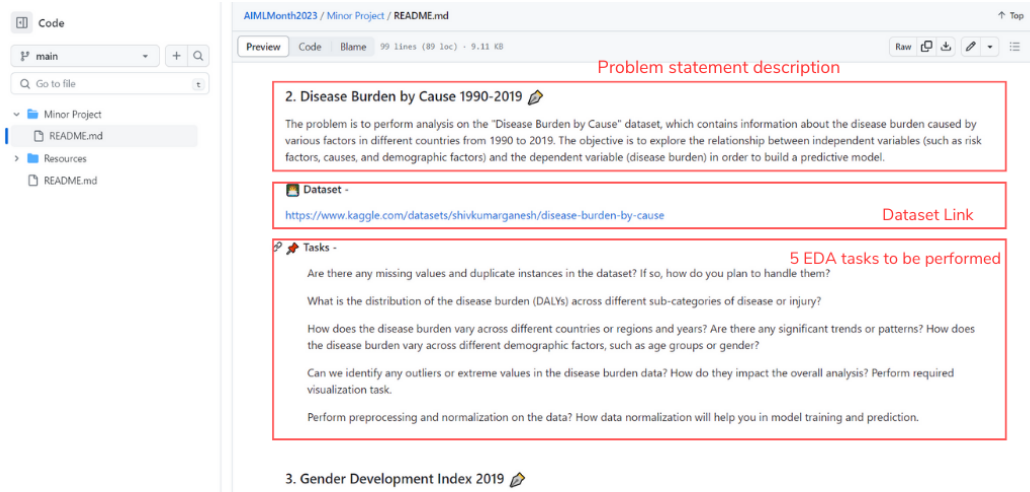 Code
main
Go to file
t
Minor Project
README.md
Resources
README.md
AIMLMonth2023 / Minor Project / README.md
Top
Preview
Code
Blame
99 lines (89 loc) · 9.11 KB
Raw
Problem statement description
2. Disease Burden by Cause 1990-2019
The problem is to perform analysis on the "Disease Burden by Cause" dataset, which contains information about the disease burden caused by
various factors in different countries from 1990 to 2019. The objective is to explore the relationship between independent variables (such as risk
factors, causes, and demographic factors) and the dependent variable (disease burden) in order to build a predictive model.
Dataset -
https://www.kaggle.com/datasets/shivkumarganesh/disease-burden-by-cause
Dataset Link
Tasks -
5 EDA tasks to be performed
Are there any missing values and duplicate instances in the dataset? If so, how do you plan to handle them?
What is the distribution of the disease burden (DALYs) across different sub-categories of disease or injury?
How does the disease burden vary across different countries or regions and years? Are there any significant trends or patterns? How does
the disease burden vary across different demographic factors, such as age groups or gender?
Can we identify any outliers or extreme values in the disease burden data? How do they impact the overall analysis? Perform required
visualization task.
Perform preprocessing and normalization on the data? How data normalization will help you in model training and prediction.
3. Gender Development Index 2019